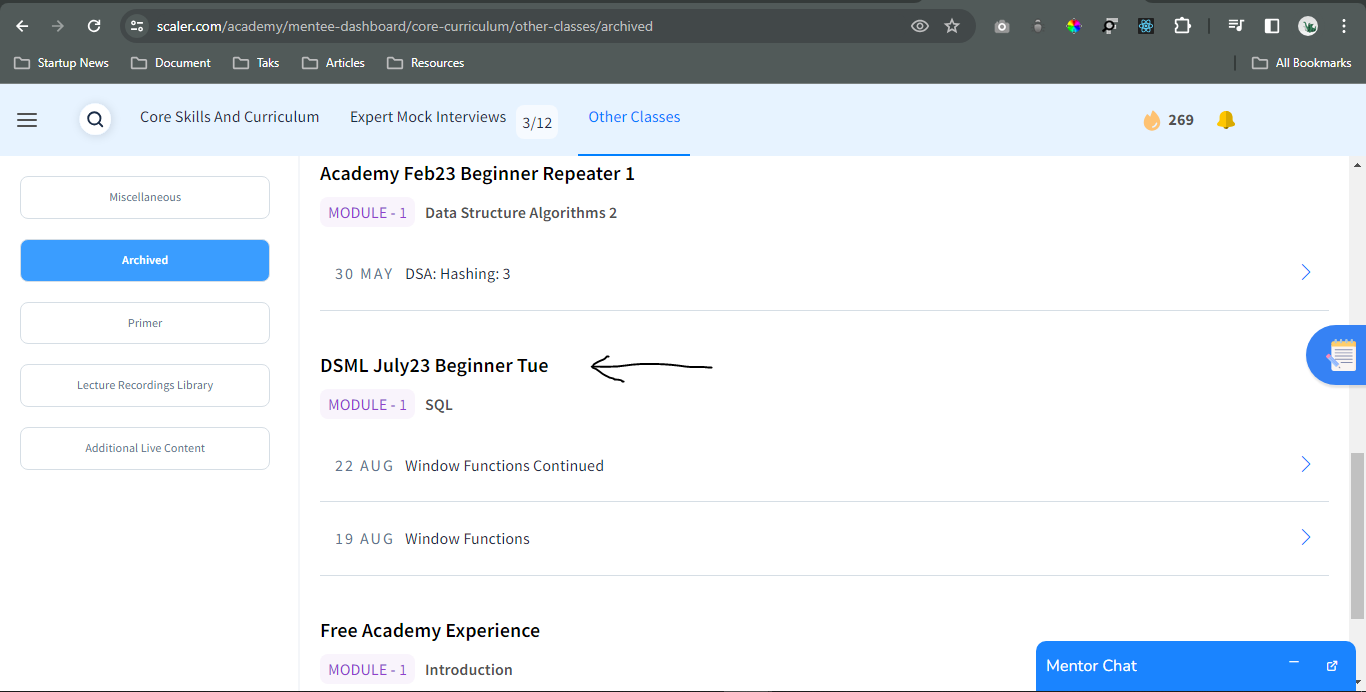 scaler.com/academy/mentee-dashboard/core-curriculum/other-classes/archived
Startup News Document Taks Articles Resources All Bookmarks
Core Skills And Curriculum Expert Mock Interviews 3/12 Other Classes 269
Miscellaneous
Archived
Primer
Lecture Recordings Library
Additional Live Content
Academy Feb23 Beginner Repeater 1
MODULE - 1 Data Structure Algorithms 2
30 MAY DSA: Hashing: 3
DSML July23 Beginner Tue
MODULE - 1 SQL
22 AUG Window Functions Continued
19 AUG Window Functions
Free Academy Experience
MODULE - 1 Introduction
Mentor Chat